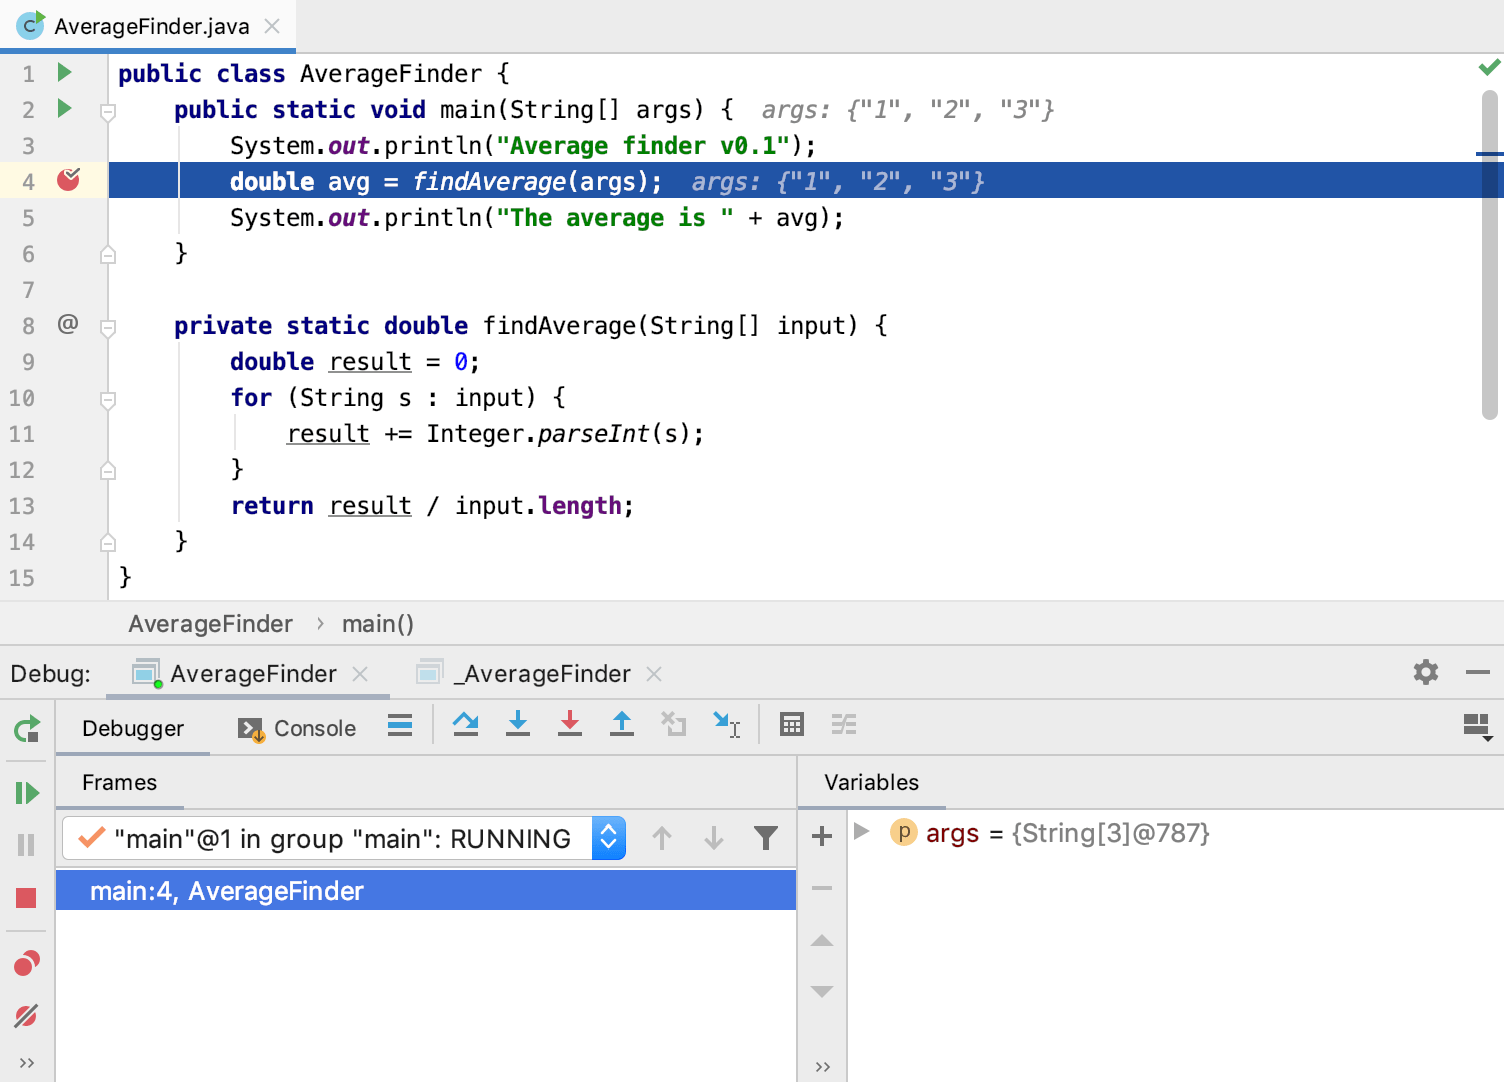 AverageFinder.java
1 public class AverageFinder {
2 public static void main(String[] args) { args: {"1", "2", "3"}
3 System.out.println("Average finder v0.1");
4 double avg = findAverage(args); args: {"1", "2", "3"}
5 System.out.println("The average is " + avg);
6 }
7
8 @ private static double findAverage(String[] input) {
9 double result = 0;
10 for (String s : input) {
11 result += Integer.parseInt(s);
12 }
13 return result / input.length;
14 }
15 }
AverageFinder › main()
Debug: AverageFinder _AverageFinder
Debugger Console
Frames Variables
"main"@1 in group "main": RUNNING
p args = {String[3]@787}
main:4, AverageFinder